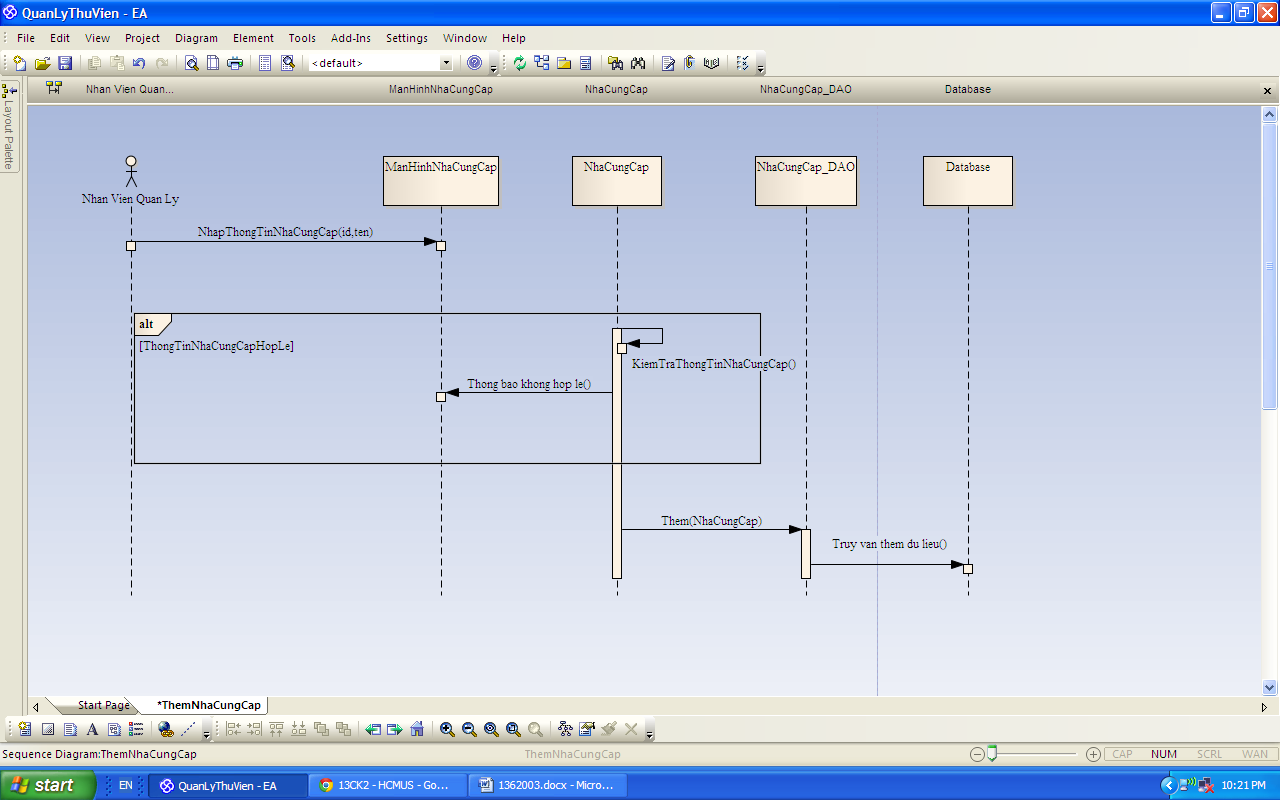 QuanLyThuVien - EA
File Edit View Project Diagram Element Tools Add-Ins Settings Window Help
<default>
Nhan Vien Quan... ManHinhNhaCungCap NhaCungCap NhaCungCap_DAO Database
Layout Palette
ManHinhNhaCungCap NhaCungCap NhaCungCap_DAO Database
Nhan Vien Quan Ly
NhapThongTinNhaCungCap(id,ten)
alt
[ThongTinNhaCungCapHopLe]
KiemTraThongTinNhaCungCap()
Thong bao khong hop le()
Them(NhaCungCap)
Truy van them du lieu()
Start Page *ThemNhaCungCap
Sequence Diagram:ThemNhaCungCap ThemNhaCungCap CAP NUM SCRL WAN
start EN QuanLyThuVien - EA 13CK2 - HCMUS - Go... 1362003.docx - Micro... 10:21 PM